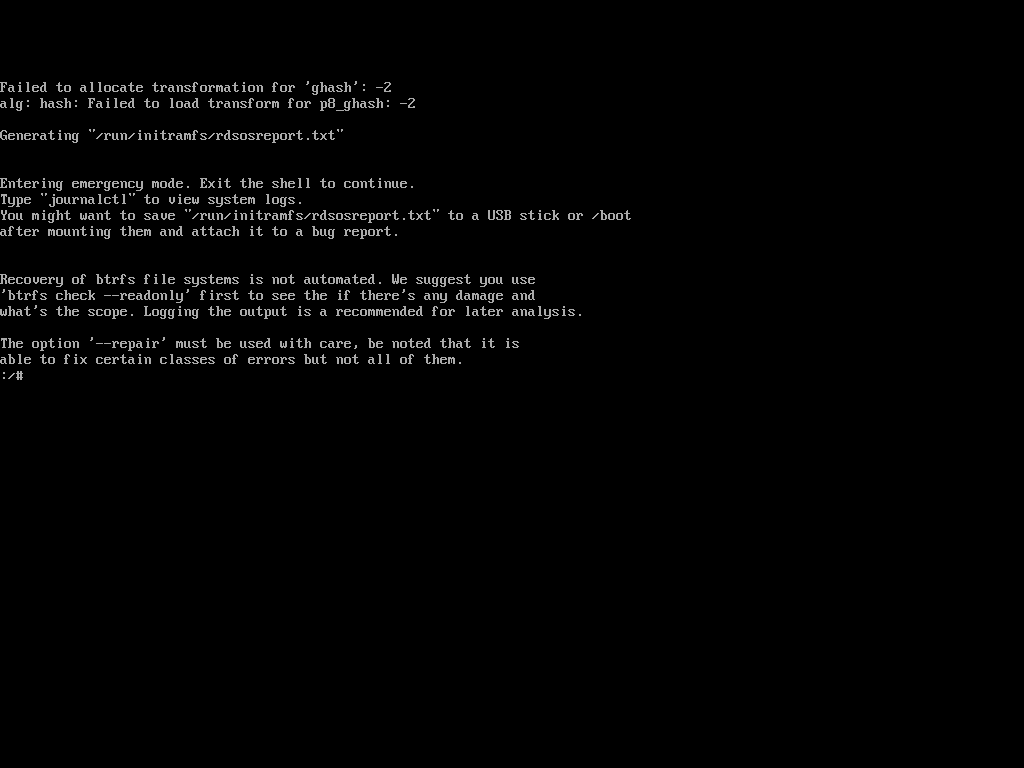 Failed to allocate transformation for 'ghash': -2
alg: hash: Failed to load transform for p8_ghash: -2
Generating "/run/initramfs/rdsosreport.txt"
Entering emergency mode. Exit the shell to continue.
Type "journalctl" to view system logs.
You might want to save "/run/initramfs/rdsosreport.txt" to a USB stick or /boot
after mounting them and attach it to a bug report.
Recovery of btrfs file systems is not automated. We suggest you use
'btrfs check --readonly' first to see the if there's any damage and
what's the scope. Logging the output is a recommended for later analysis.
The option '--repair' must be used with care, be noted that it is
able to fix certain classes of errors but not all of them.
:/#